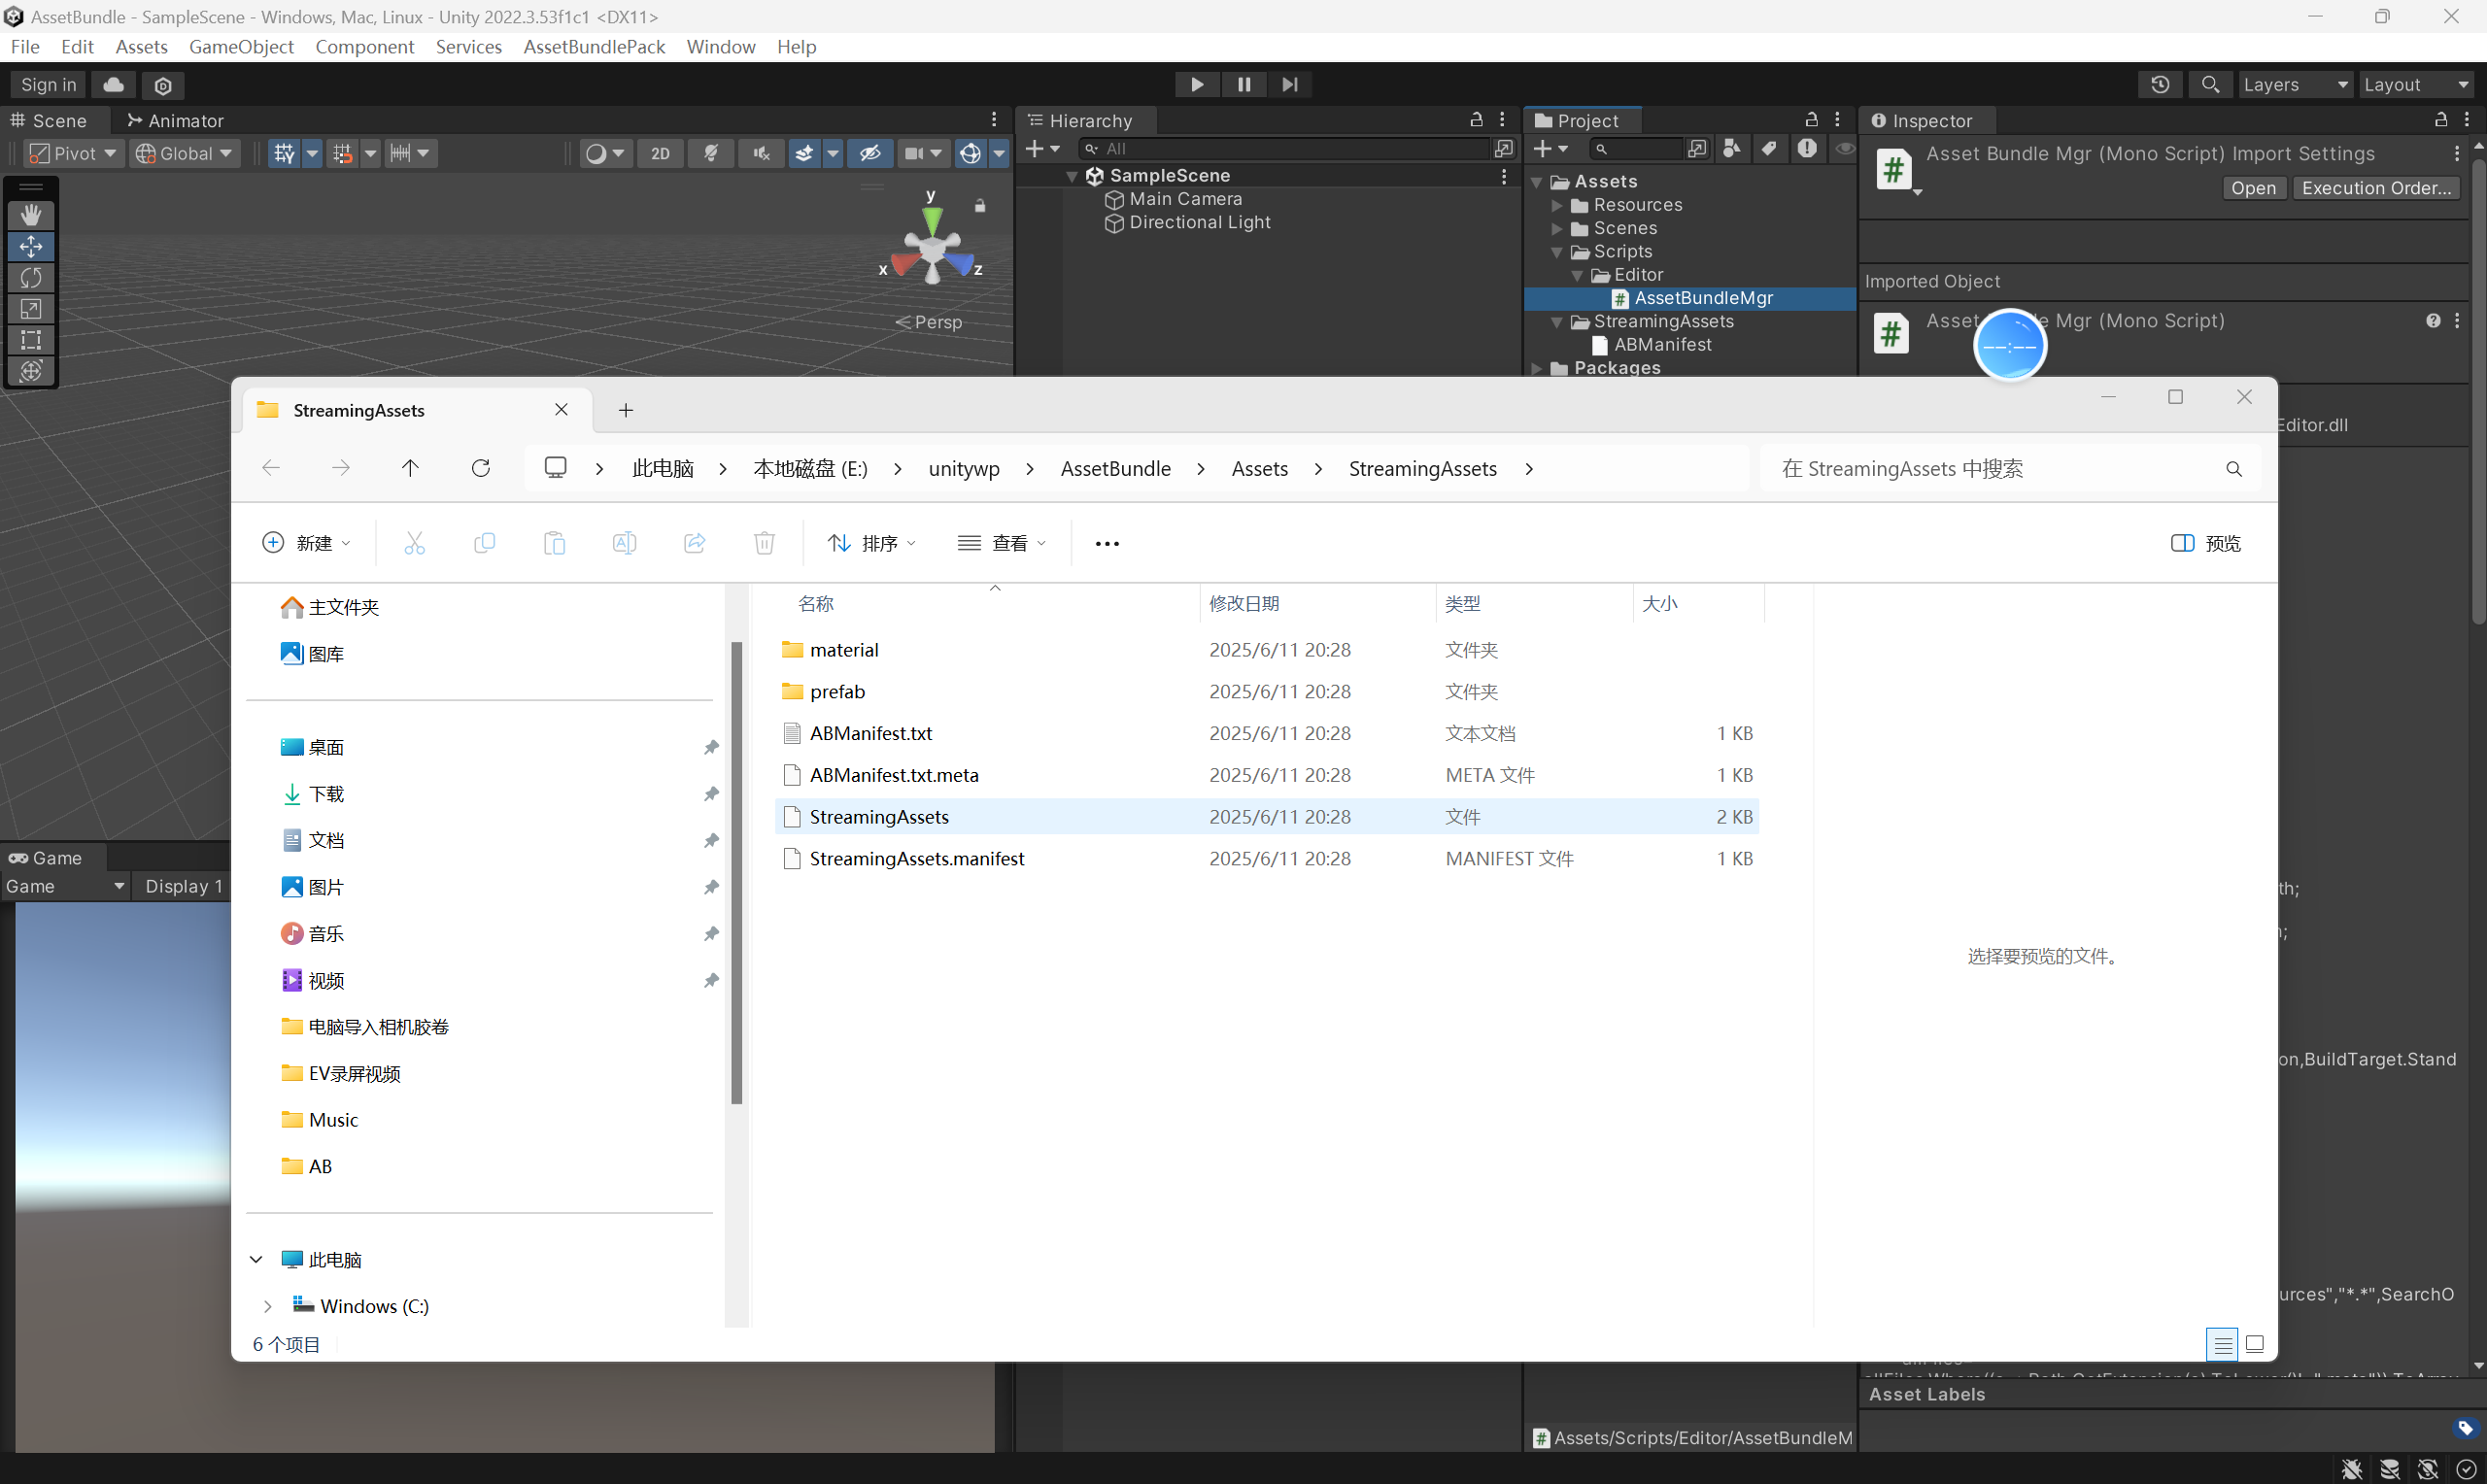 AssetBundle - SampleScene - Windows, Mac, Linux - Unity 2022.3.53f1c1 <DX11>
File Edit Assets GameObject Component Services AssetBundlePack Window Help
Sign in
Layers
Layout
Scene
Animator
Pivot
Global
2D
y
x
z
Persp
Hierarchy
All
SampleScene
Main Camera
Directional Light
Project
Assets
Resources
Scenes
Scripts
Editor
AssetBundleMgr
StreamingAssets
ABManifest
Packages
Inspector
Asset Bundle Mgr (Mono Script) Import Settings
Open
Execution Order...
Imported Object
Mgr (Mono Script)
--:--
Editor.dll
StreamingAssets
此电脑 > 本地磁盘 (E:) > unitywp > AssetBundle > Assets > StreamingAssets >
在 StreamingAssets 中搜索
新建
排序
查看
预览
主文件夹
图库
桌面
下载
文档
图片
音乐
视频
电脑导入相机胶卷
EV录屏视频
Music
AB
此电脑
Windows (C:)
6 个项目
名称 修改日期 类型 大小
material 2025/6/11 20:28 文件夹
prefab 2025/6/11 20:28 文件夹
ABManifest.txt 2025/6/11 20:28 文本文档 1 KB
ABManifest.txt.meta 2025/6/11 20:28 META 文件 1 KB
StreamingAssets 2025/6/11 20:28 文件 2 KB
StreamingAssets.manifest 2025/6/11 20:28 MANIFEST 文件 1 KB
选择要预览的文件。
Game
Game
Display 1
th;
on,BuildTarget.Stand
urces","*.*",SearchO
Asset Labels
Assets/Scripts/Editor/AssetBundleM